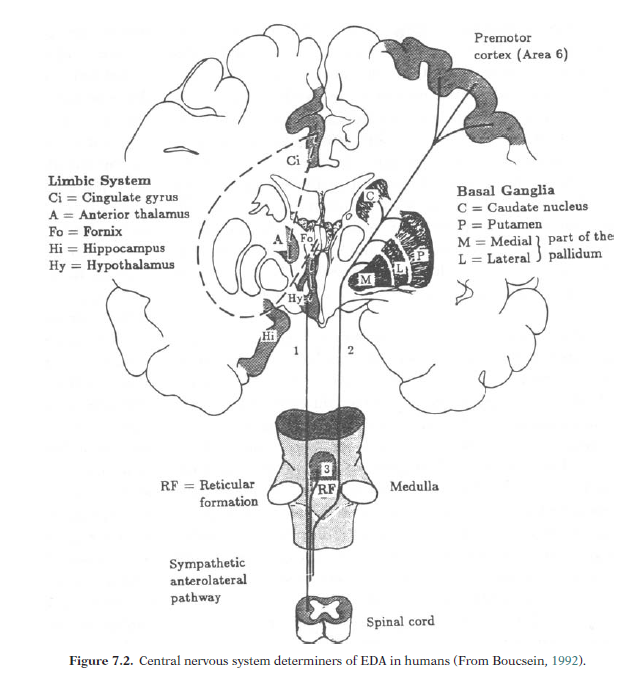 Premotor
cortex (Area 6)
Ci
Limbic System
Ci = Cingulate gyrus
A = Anterior thalamus
Fo = Fornix
Hi = Hippocampus
Hy = Hypothalamus
Basal Ganglia
C = Caudate nucleus
P = Putamen
M = Medial } part of the
L = Lateral } pallidum
C
A
Fo
P
L
M
Hy
Hi
1
2
3
RF
RF = Reticular
formation
Medulla
Sympathetic
anterolateral
pathway
Spinal cord
Figure 7.2. Central nervous system determiners of EDA in humans (From Boucsein, 1992).